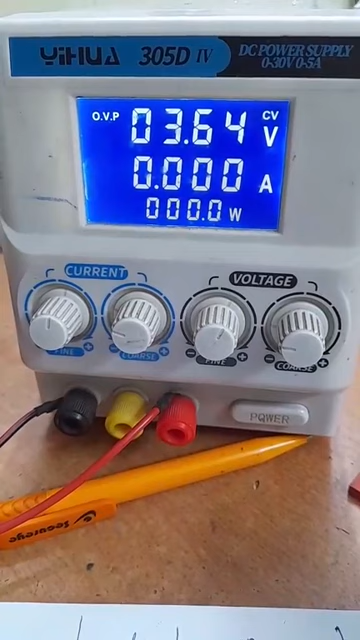 YIHUA 305D IV
DC POWER SUPPLY
0-30V 0-5A
O.V.P 03.64 CV V
0.000 A
000.0 W
CURRENT
VOLTAGE
FINE +
COARSE +
- FINE +
- COARSE +
POWER
Secureye